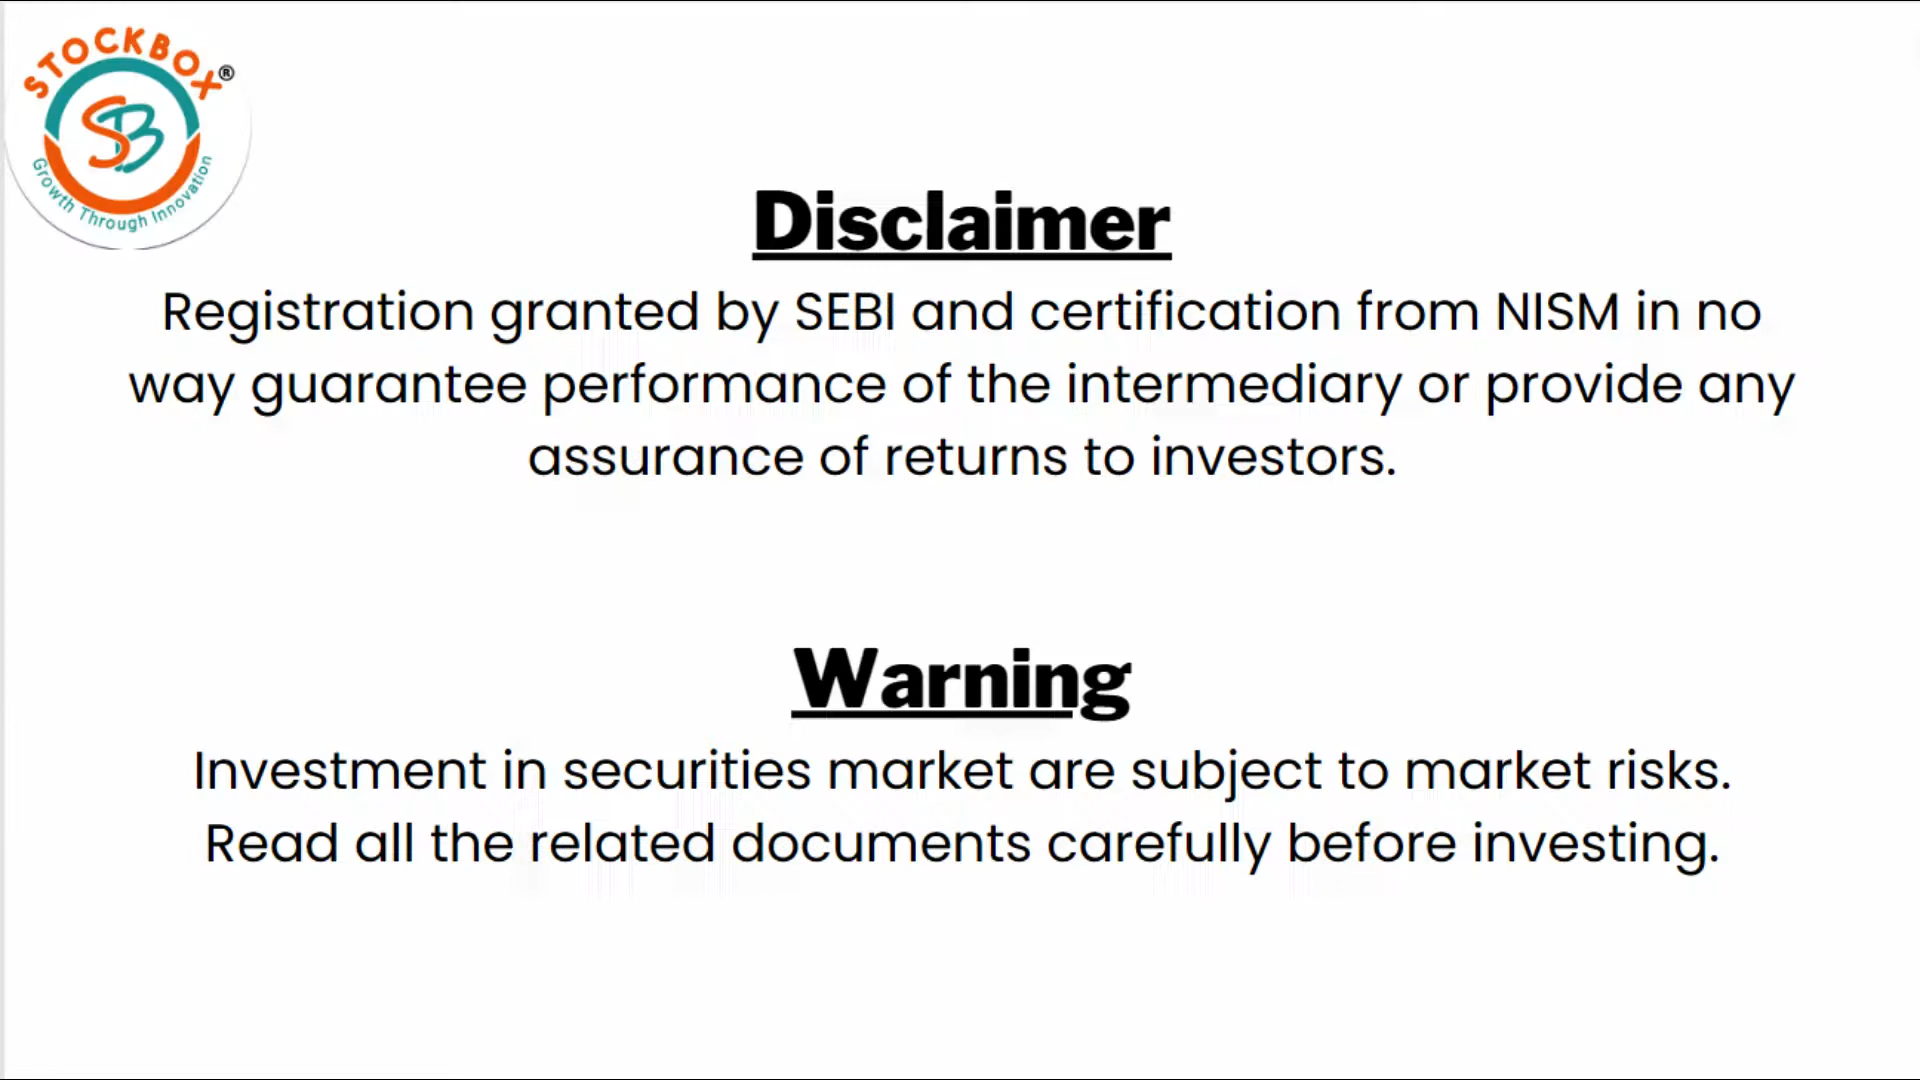 STOCKBOX®
SB
Growth Through Innovation
Disclaimer
Registration granted by SEBI and certification from NISM in no
way guarantee performance of the intermediary or provide any
assurance of returns to investors.
Warning
Investment in securities market are subject to market risks.
Read all the related documents carefully before investing.